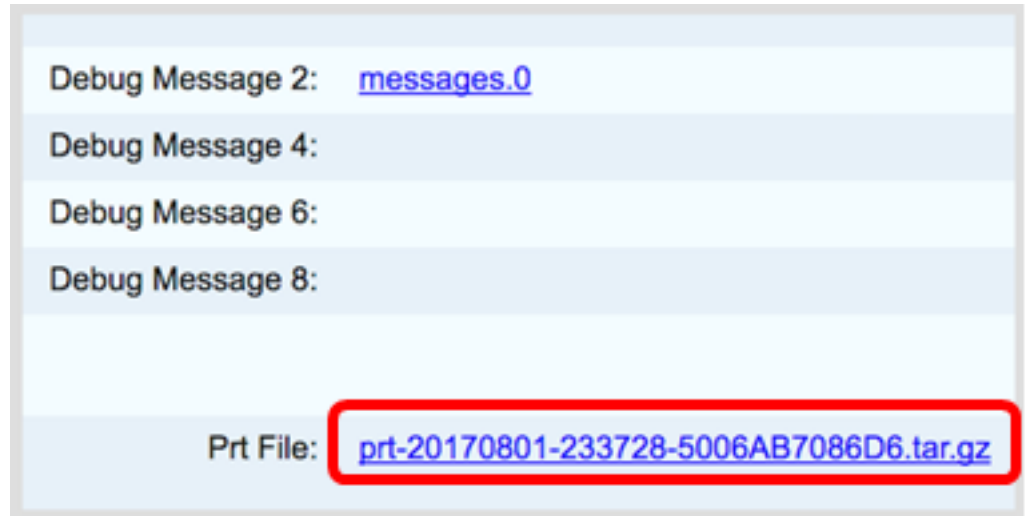 Debug Message 2: messages.0
Debug Message 4:
Debug Message 6:
Debug Message 8:
Prt File: prt-20170801-233728-5006AB7086D6.tar.gz